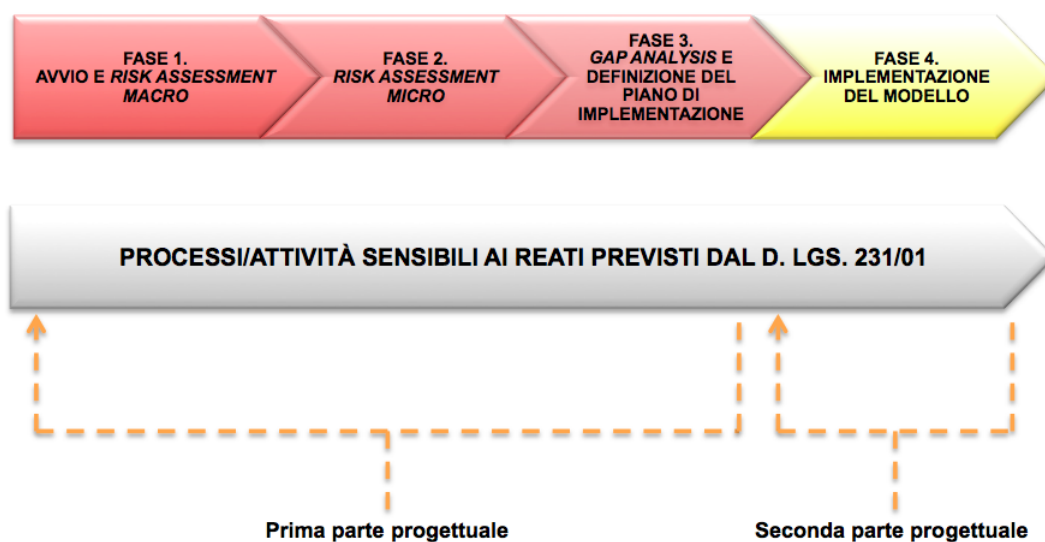 FASE 1.
AVVIO E RISK ASSESSMENT
MACRO
FASE 2.
RISK ASSESSMENT
MICRO
FASE 3.
GAP ANALYSIS E
DEFINIZIONE DEL
PIANO DI
IMPLEMENTAZIONE
FASE 4.
IMPLEMENTAZIONE
DEL MODELLO
PROCESSI/ATTIVITÀ SENSIBILI AI REATI PREVISTI DAL D. LGS. 231/01
Prima parte progettuale
Seconda parte progettuale